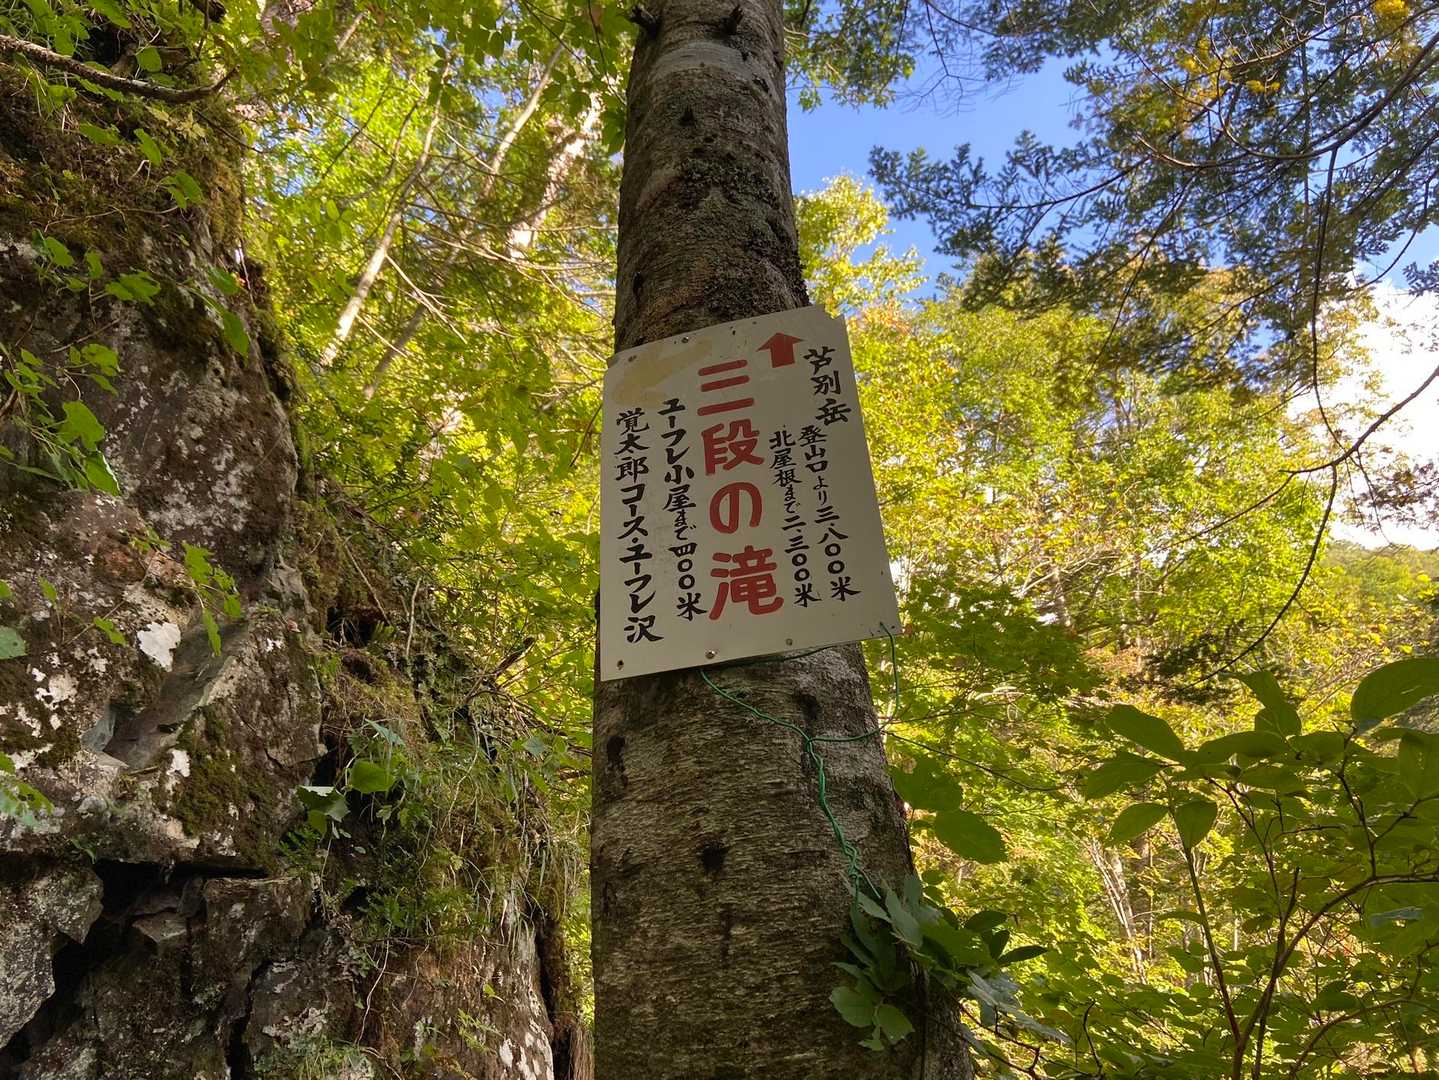 芦別岳
登山口より三.八〇〇米
北屋根まで二.三〇〇米
三段の滝
ユーフレ小屋まで四〇〇米
覚太郎コース・ユーフレ沢